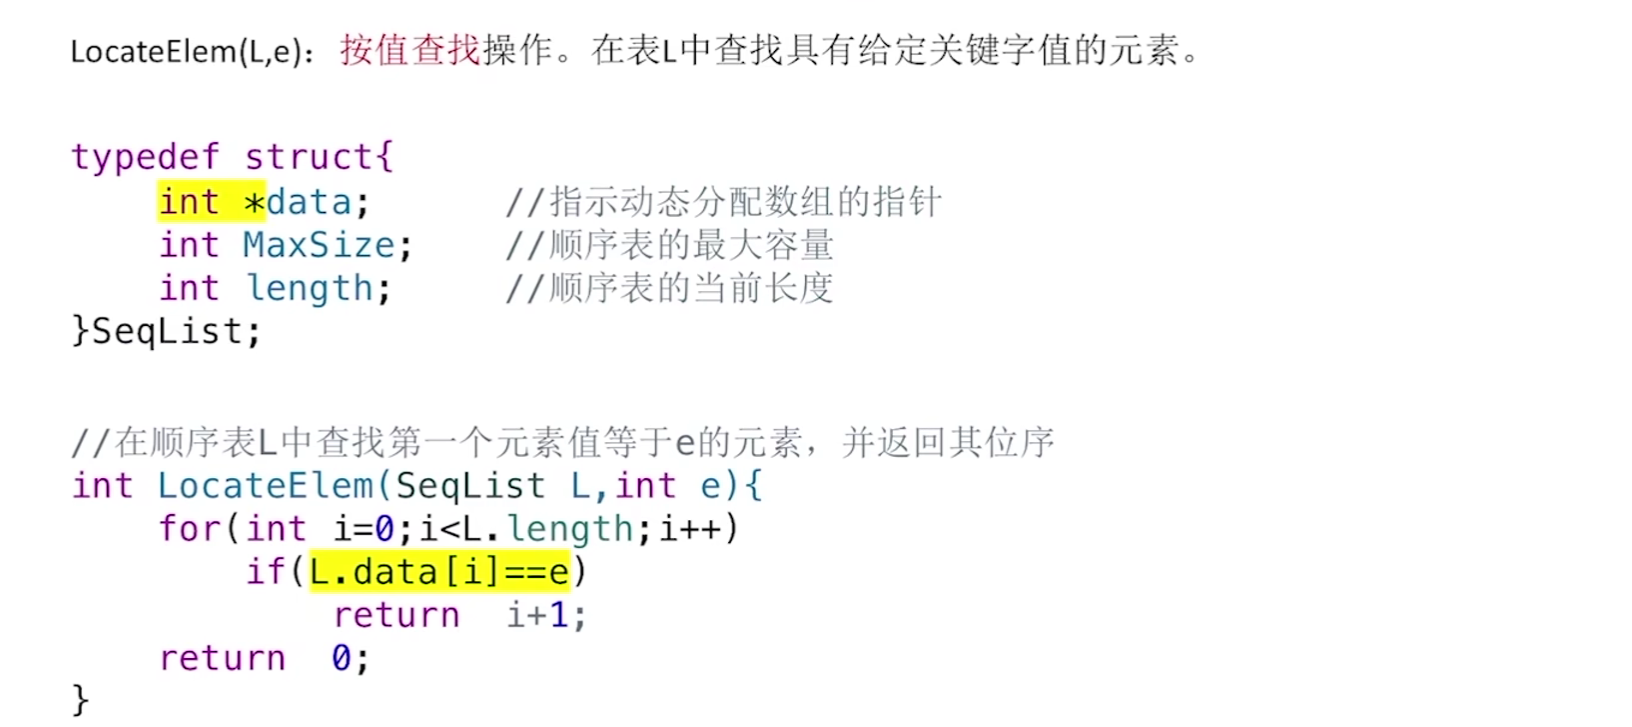 LocateElem(L,e)：按值查找操作。在表L中查找具有给定关键字值的元素。
typedef struct{
    int *data;      //指示动态分配数组的指针
    int MaxSize;    //顺序表的最大容量
    int length;     //顺序表的当前长度
}SeqList;
//在顺序表L中查找第一个元素值等于e的元素，并返回其位序
int LocateElem(SeqList L,int e){
    for(int i=0;i<L.length;i++)
        if(L.data[i]==e)
            return  i+1;
    return  0;
}